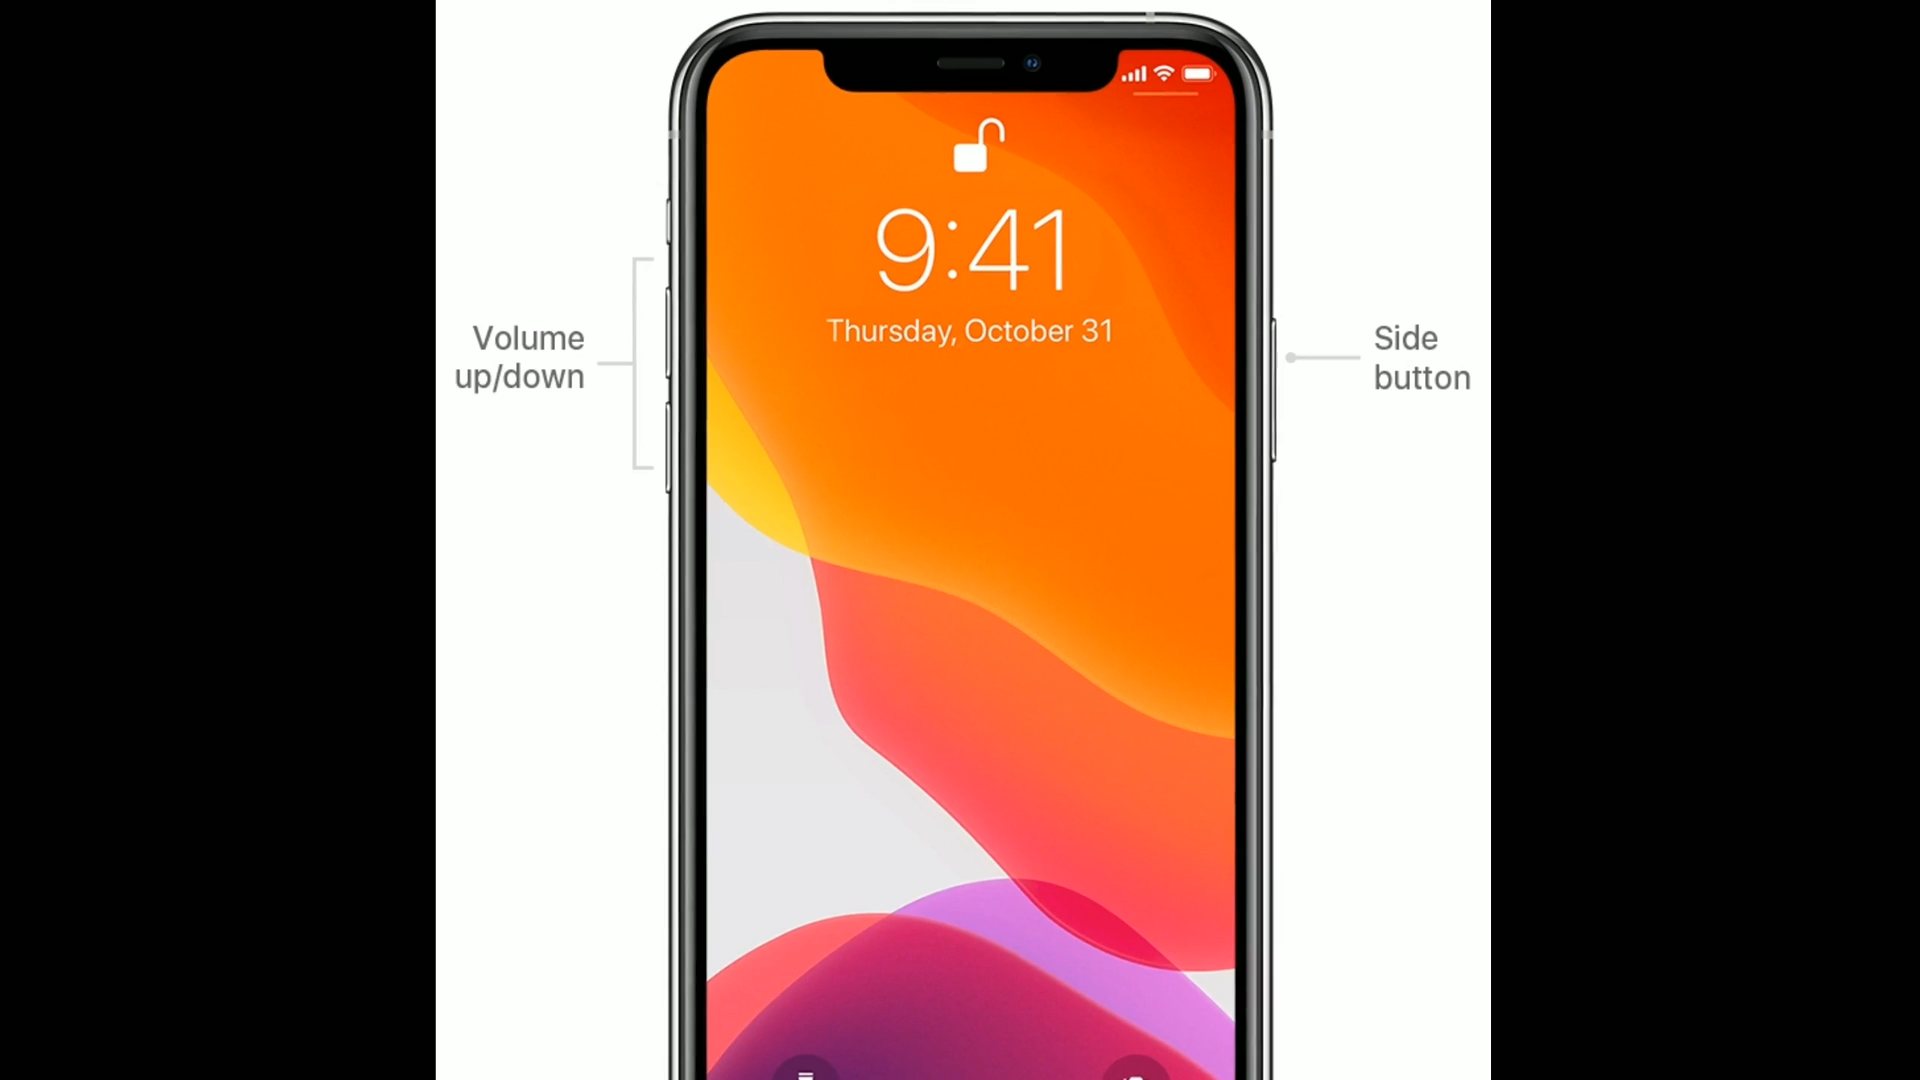 9:41
Thursday, October 31
Volume
up/down
Side
button